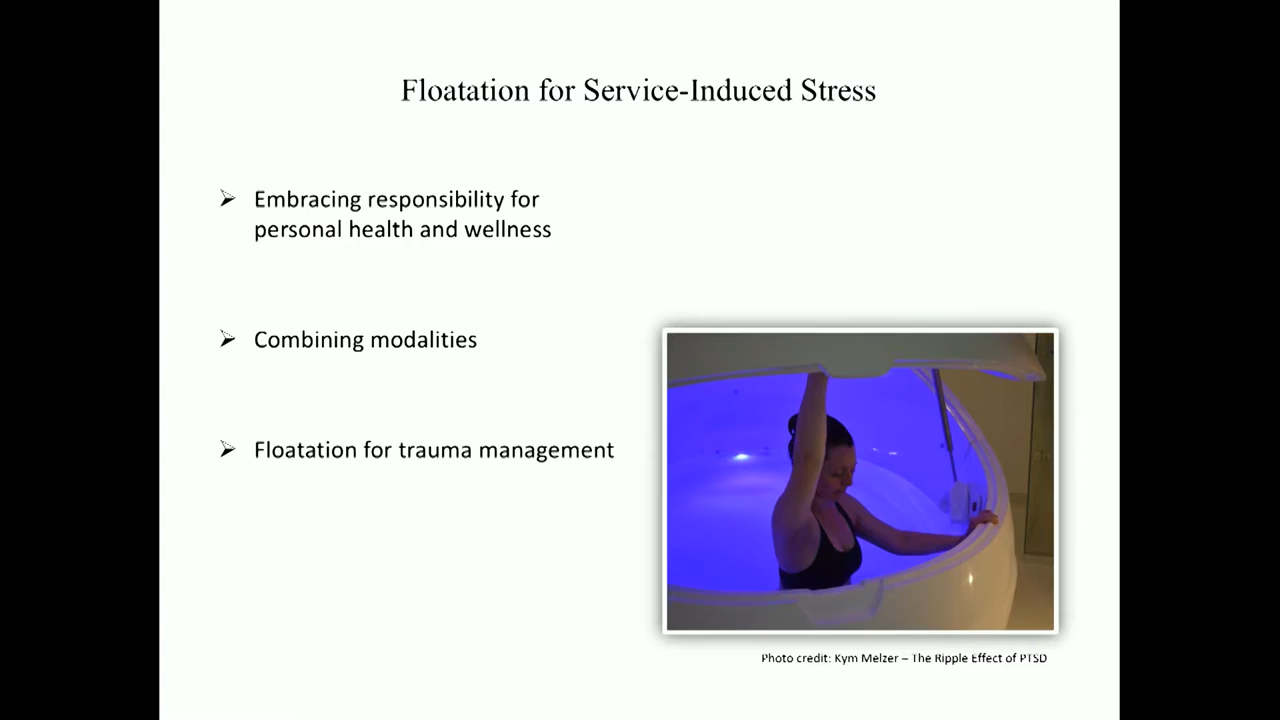 Floatation for Service-Induced Stress
Embracing responsibility for
personal health and wellness
Combining modalities
Floatation for trauma management
Photo credit: Kym Melzer – The Ripple Effect of PTSD